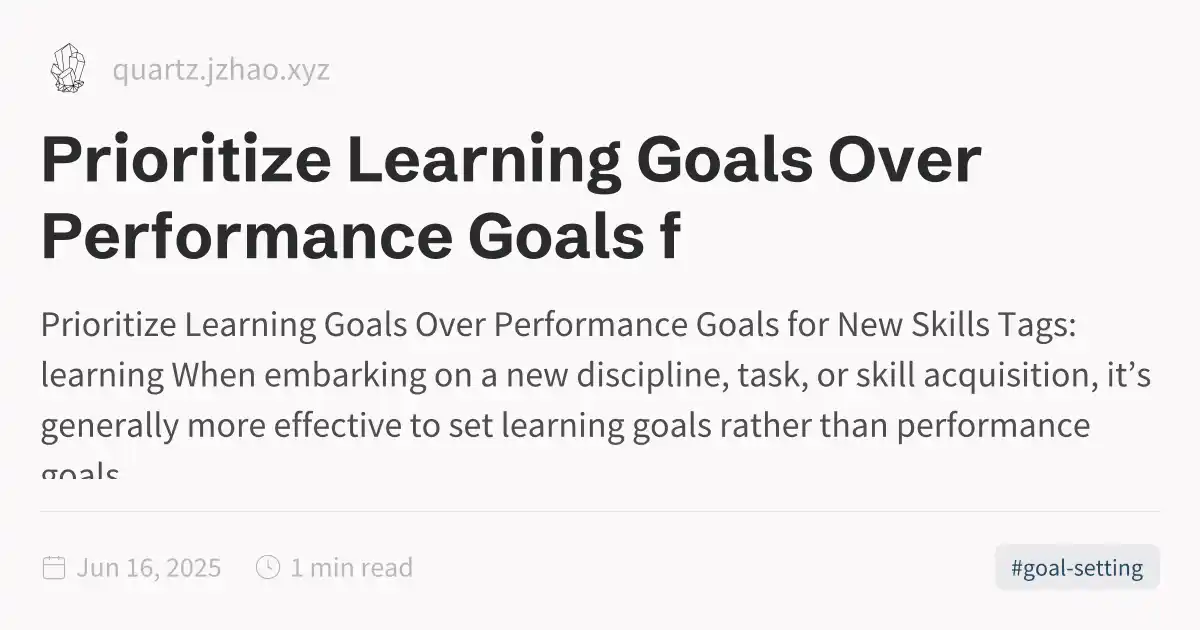 quartz.jzhao.xyz
Prioritize Learning Goals Over
Performance Goals f
Prioritize Learning Goals Over Performance Goals for New Skills Tags:
learning When embarking on a new discipline, task, or skill acquisition, it’s
generally more effective to set learning goals rather than performance
goals
Jun 16, 2025
1 min read
#goal-setting